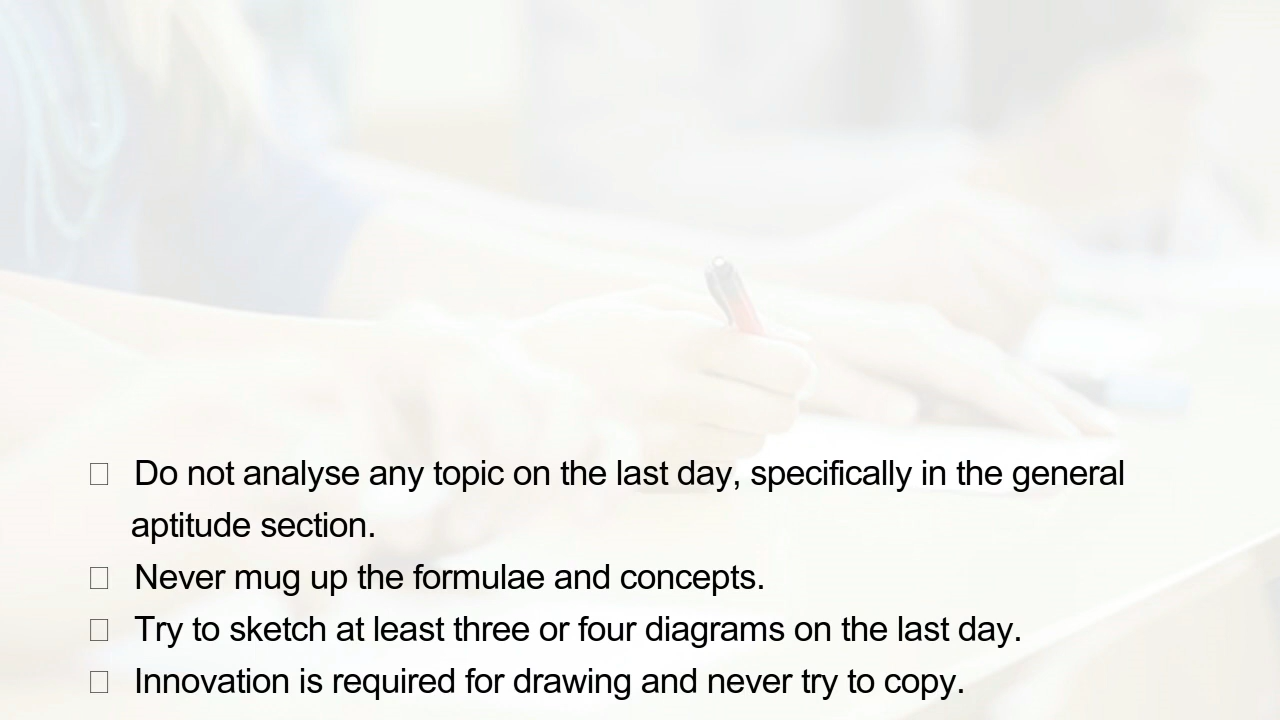 □ Do not analyse any topic on the last day, specifically in the general
aptitude section.
□ Never mug up the formulae and concepts.
□ Try to sketch at least three or four diagrams on the last day.
□ Innovation is required for drawing and never try to copy.